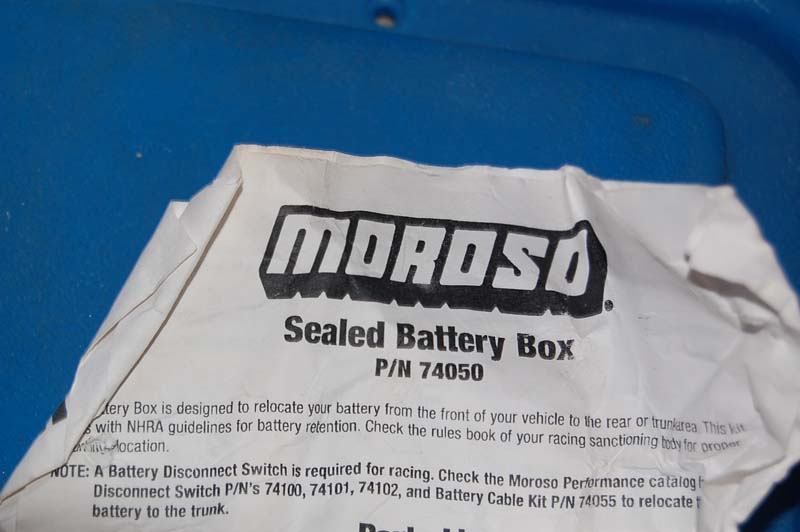 MOROSO
Sealed Battery Box
P/N 74050
Box is designed to relocate your battery from the front of your vehicle to the rear or trunk area. This kit
with NHRA guidelines for battery retention. Check the rules book of your racing sanctioning body for proper
location.
NOTE: A Battery Disconnect Switch is required for racing. Check the Moroso Performance catalog
Disconnect Switch P/N's 74100, 74101, 74102, and Battery Cable Kit P/N 74055 to relocate
battery to the trunk.